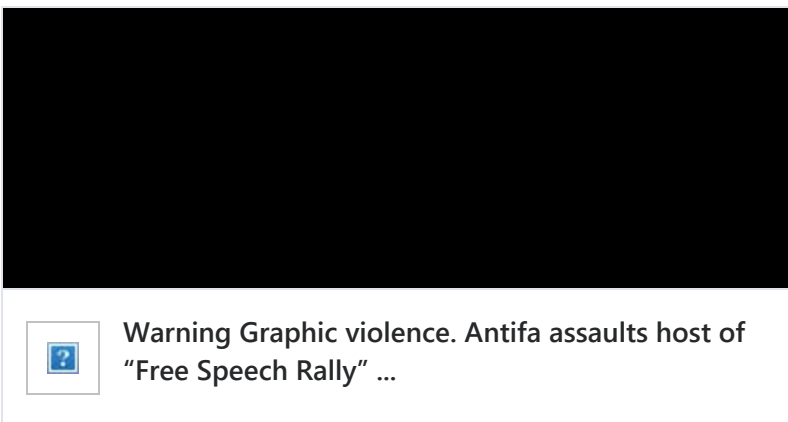 Warning Graphic violence. Antifa assaults host of
“Free Speech Rally” ...